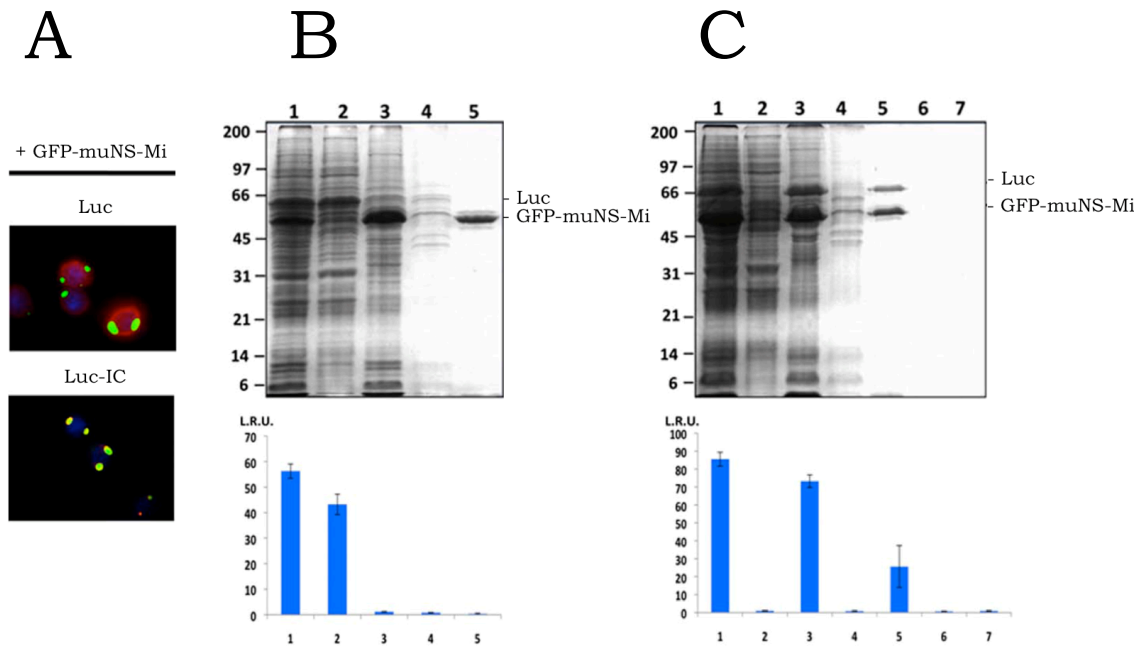 A
B
C
+ GFP-muNS-Mi
Luc
Luc-IC
1 2 3 4 5
200
97
66
45
31
21
14
6
Luc
GFP-muNS-Mi
L.R.U.
70
60
50
40
30
20
10
0
1 2 3 4 5
1 2 3 4 5 6 7
200
97
66
45
31
21
14
6
- Luc
- GFP-muNS-Mi
L.R.U.
100
90
80
70
60
50
40
30
20
10
0
1 2 3 4 5 6 7